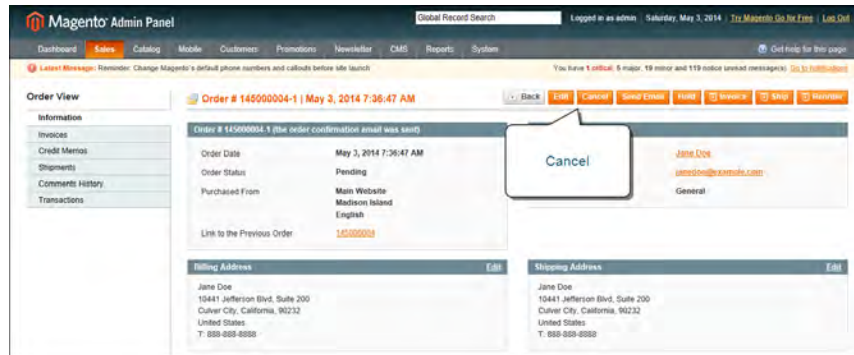 Magento® Admin Panel
Global Record Search
Logged in as admin | Saturday, May 3, 2014 | Try Magento Go for Free | Log Out
Dashboard Sales Catalog Mobile Customers Promotions Newsletter CMS Reports System
Get help for this page
Latest Message: Reminder: Change Magento's default phone numbers and callouts before site launch
You have 1 critical, 5 major, 19 minor and 119 notice unread message(s). Go to notifications
Order View
Information
Invoices
Credit Memos
Shipments
Comments History
Transactions
Order # 145000004-1 | May 3, 2014 7:36:47 AM
Back Edit Cancel Send Email Hold Invoice Ship Reorder
Order # 145000004-1 (the order confirmation email was sent)
Order Date May 3, 2014 7:36:47 AM
Order Status Pending
Purchased From Main Website
Madison Island
English
Link to the Previous Order 145000004
Cancel
Jane Doe
janedoe@example.com
General
Billing Address Edit
Jane Doe
10441 Jefferson Blvd, Suite 200
Culver City, California, 90232
United States
T: 888-888-8888
Shipping Address Edit
Jane Doe
10441 Jefferson Blvd, Suite 200
Culver City, California, 90232
United States
T: 888-888-8888